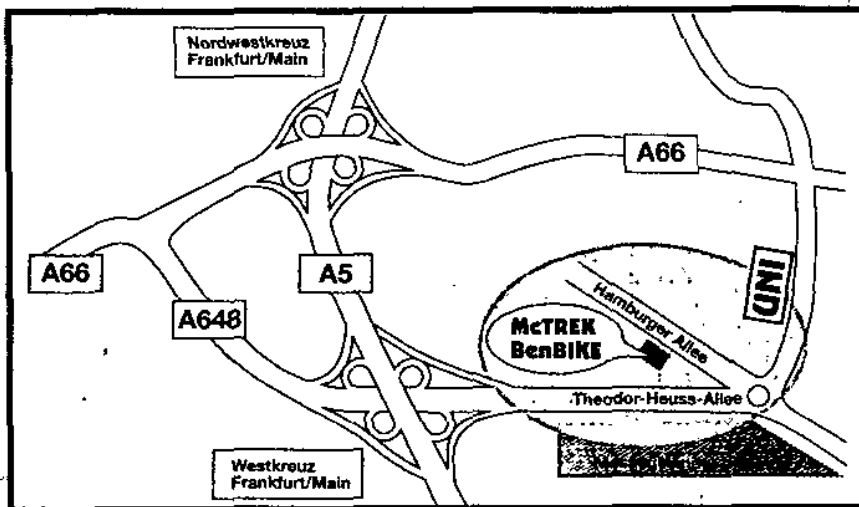 Nordwestkreuz
Frankfurt/Main
A66
A66
A5
A648
UNI
Hamburger Allee
McTREK
BenBIKE
Theodor-Heuss-Allee
Westkreuz
Frankfurt/Main